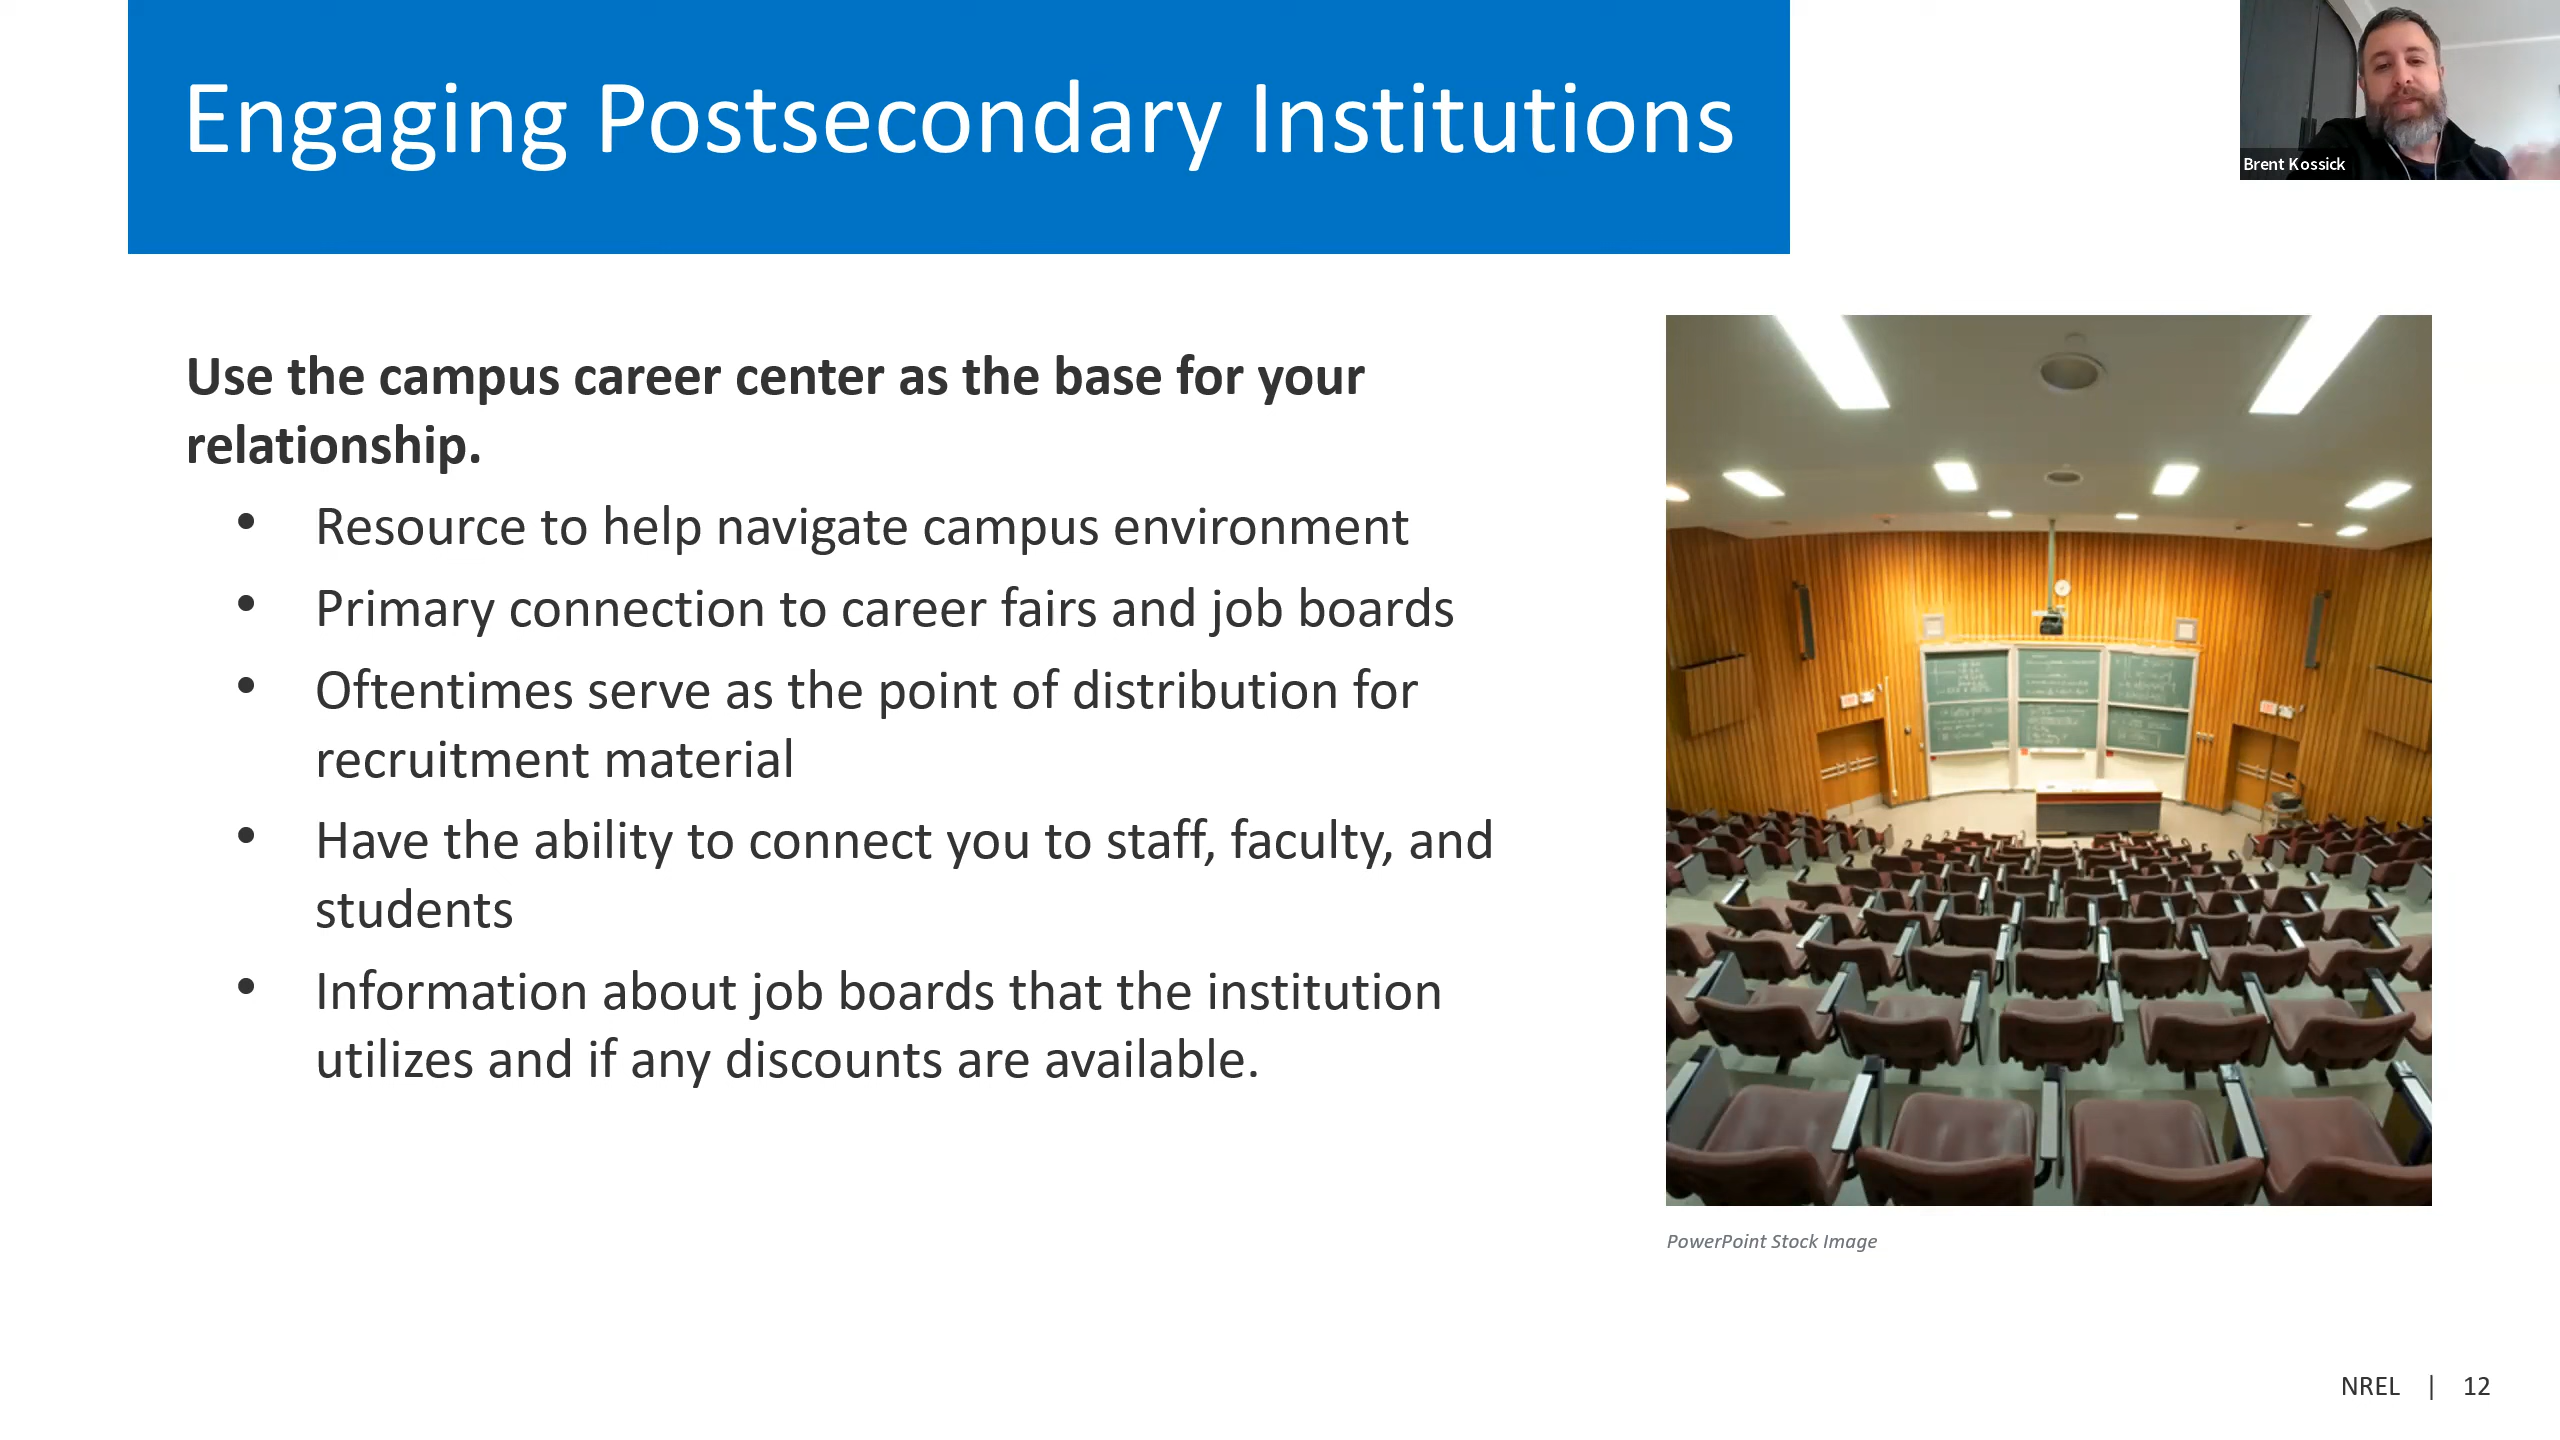 Engaging Postsecondary Institutions
Brent Kossick
Use the campus career center as the base for your
relationship.
• Resource to help navigate campus environment
• Primary connection to career fairs and job boards
• Oftentimes serve as the point of distribution for
recruitment material
• Have the ability to connect you to staff, faculty, and
students
• Information about job boards that the institution
utilizes and if any discounts are available.
PowerPoint Stock Image
NREL | 12